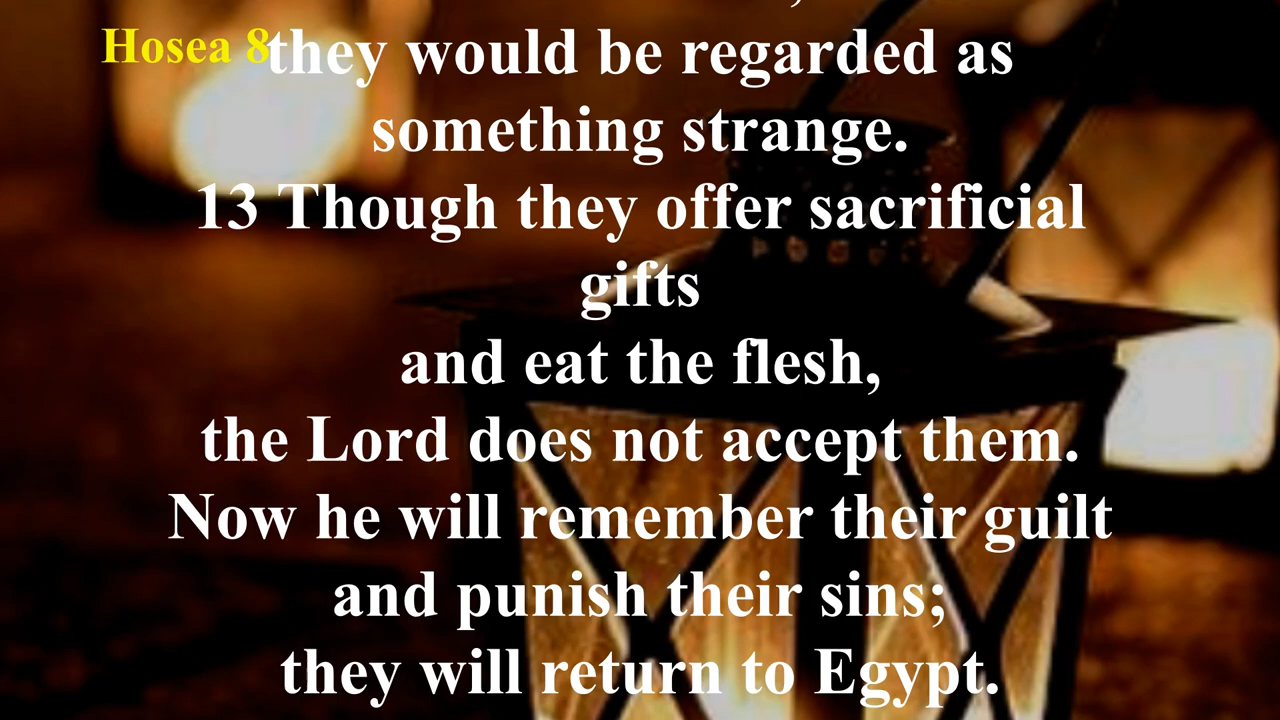 Hosea 8
they would be regarded as
something strange.
13 Though they offer sacrificial
gifts
and eat the flesh,
the Lord does not accept them.
Now he will remember their guilt
and punish their sins;
they will return to Egypt.